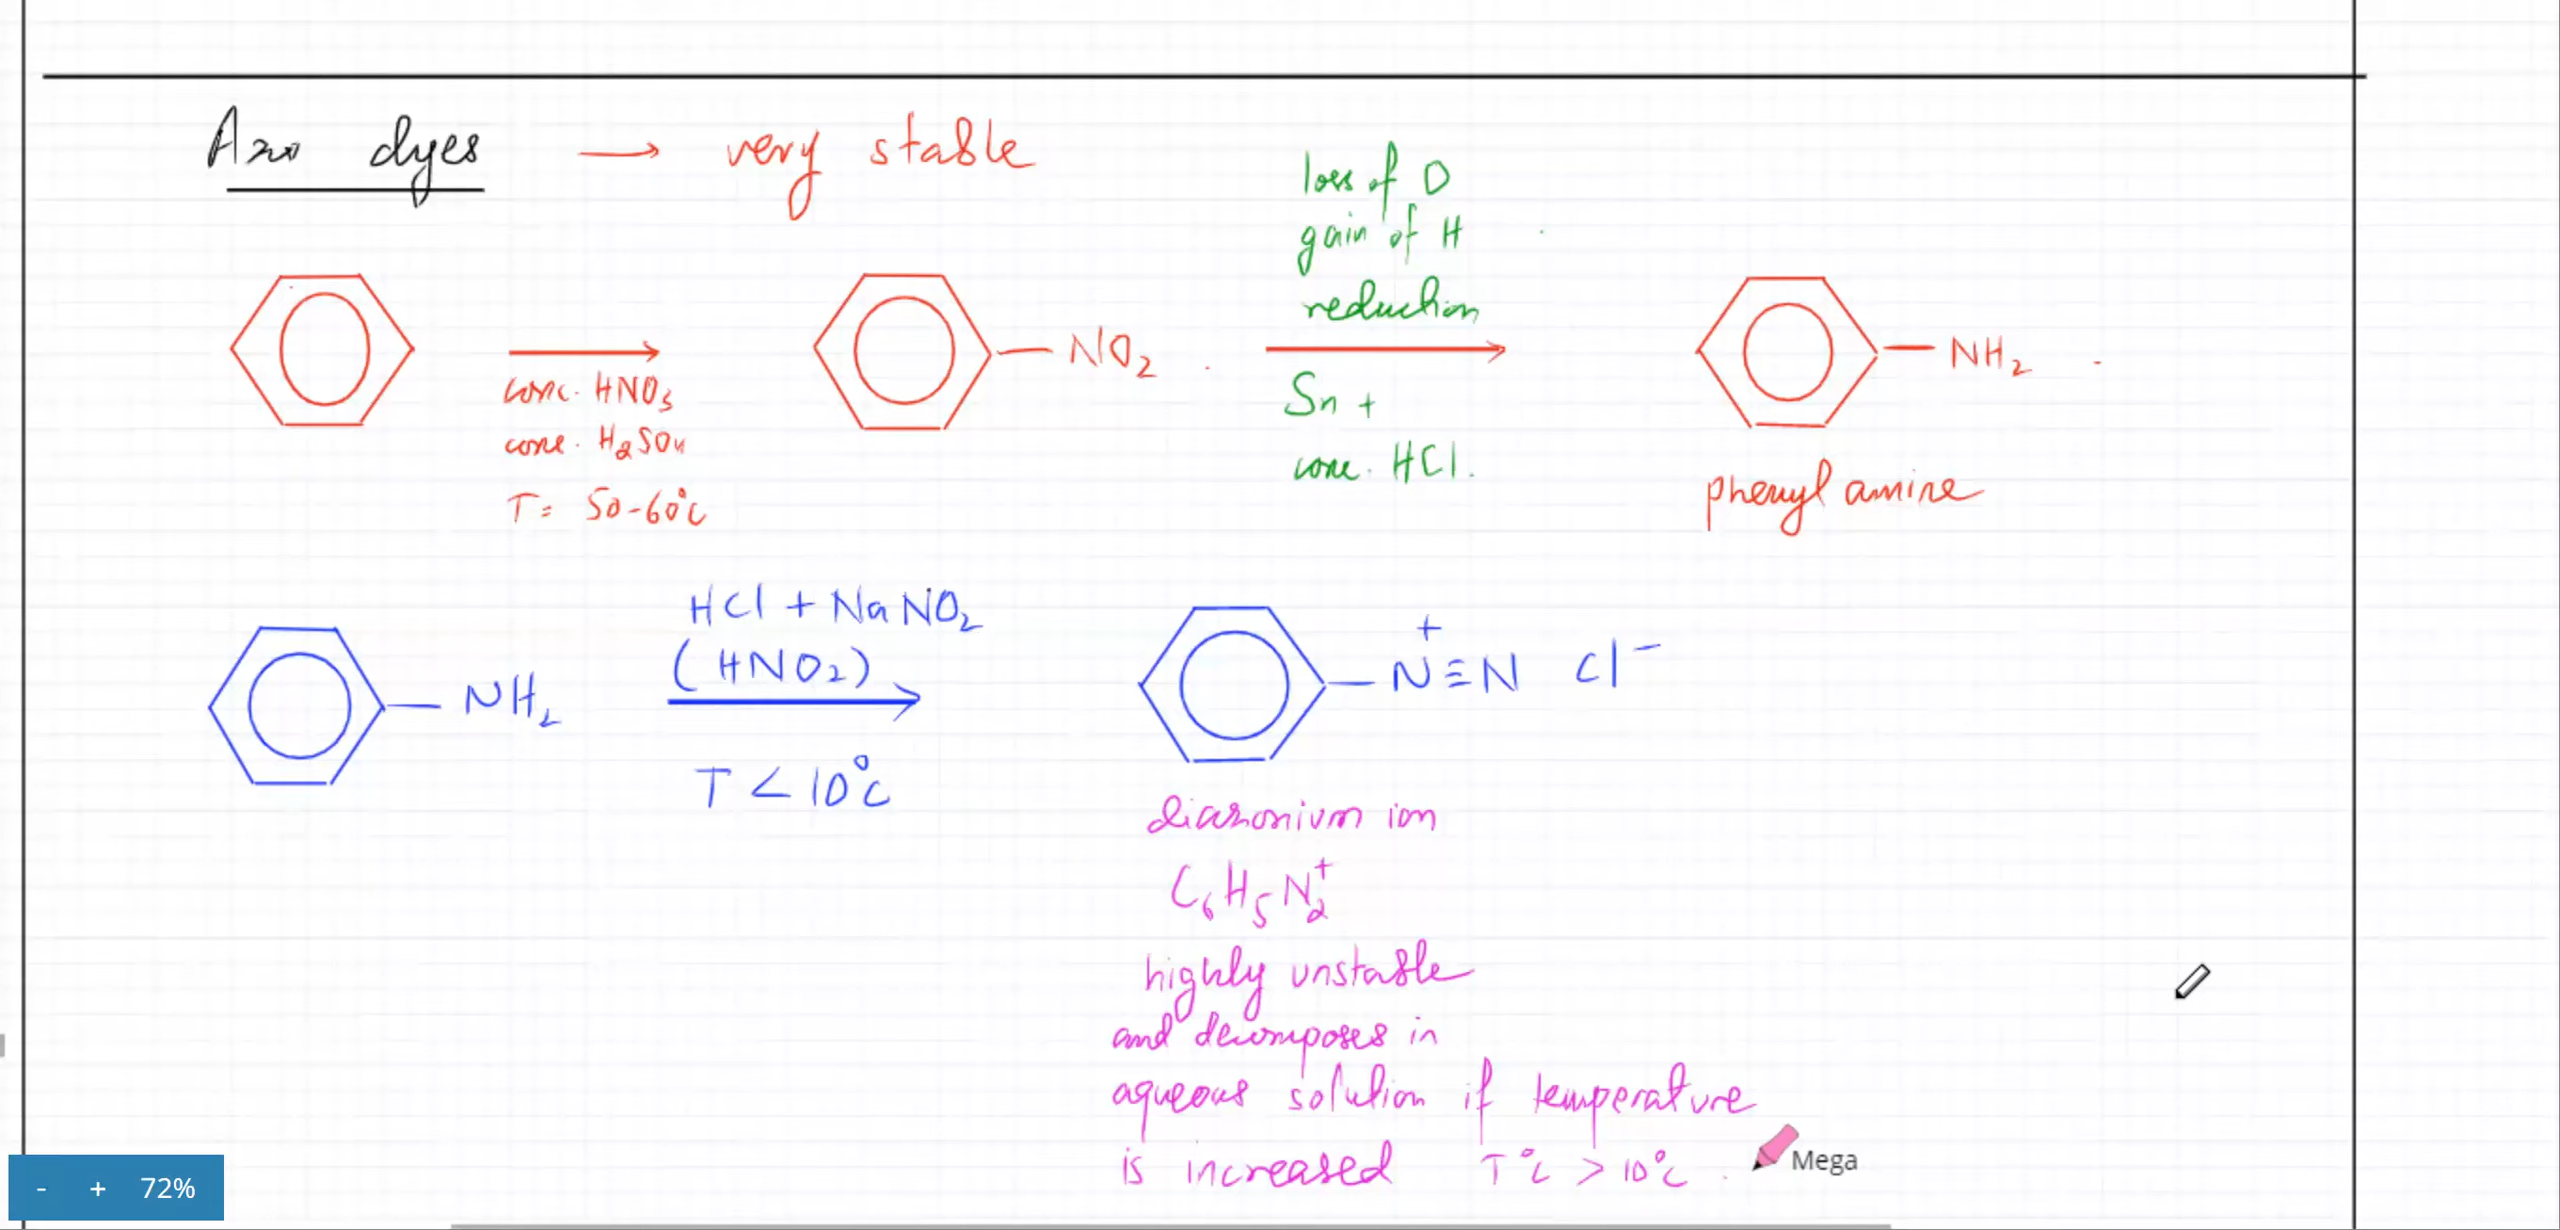 Azo dyes → very stable
loss of O
gain of H
reduction
conc. HNO3
conc. H2SO4
T = 50-60°C
NO2
Sn +
conc. HCl.
NH2
phenyl amine
NH2
HCl + NaNO2
(HNO2)
T < 10°C
N⁺≡N Cl⁻
diazonium ion
C6H5N2⁺
highly unstable
and decomposes in
aqueous solution if temperature
is increased T°C > 10°C.
Mega
- + 72%